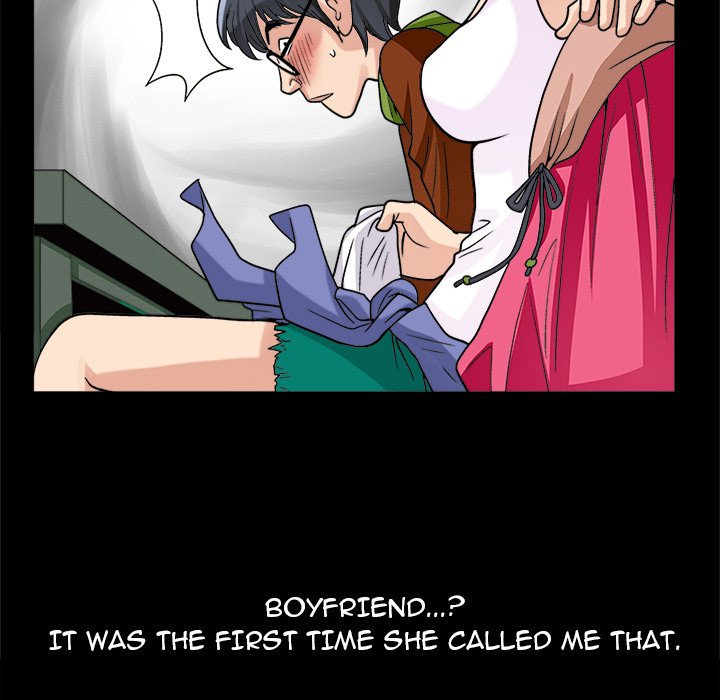 BOYFRIEND...?
IT WAS THE FIRST TIME SHE CALLED ME THAT.